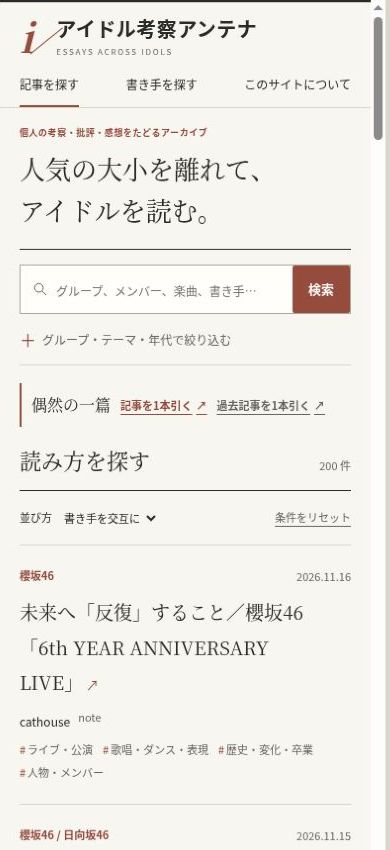 i アイドル考察アンテナ
ESSAYS ACROSS IDOLS
記事を探す 書き手を探す このサイトについて
個人の考察・批評・感想をたどるアーカイブ
人気の大小を離れて、
アイドルを読む。
グループ、メンバー、楽曲、書き手… 検索
+ グループ・テーマ・年代で絞り込む
偶然の一篇 記事を1本引く ↗ 過去記事を1本引く ↗
読み方を探す 200 件
並び方 書き手を交互に 条件をリセット
櫻坂46 2026.11.16
未来へ「反復」すること／櫻坂46
「6th YEAR ANNIVERSARY
LIVE」 ↗
cathouse note
#ライブ・公演 #歌唱・ダンス・表現 #歴史・変化・卒業
#人物・メンバー
櫻坂46 / 日向坂46 2026.11.15